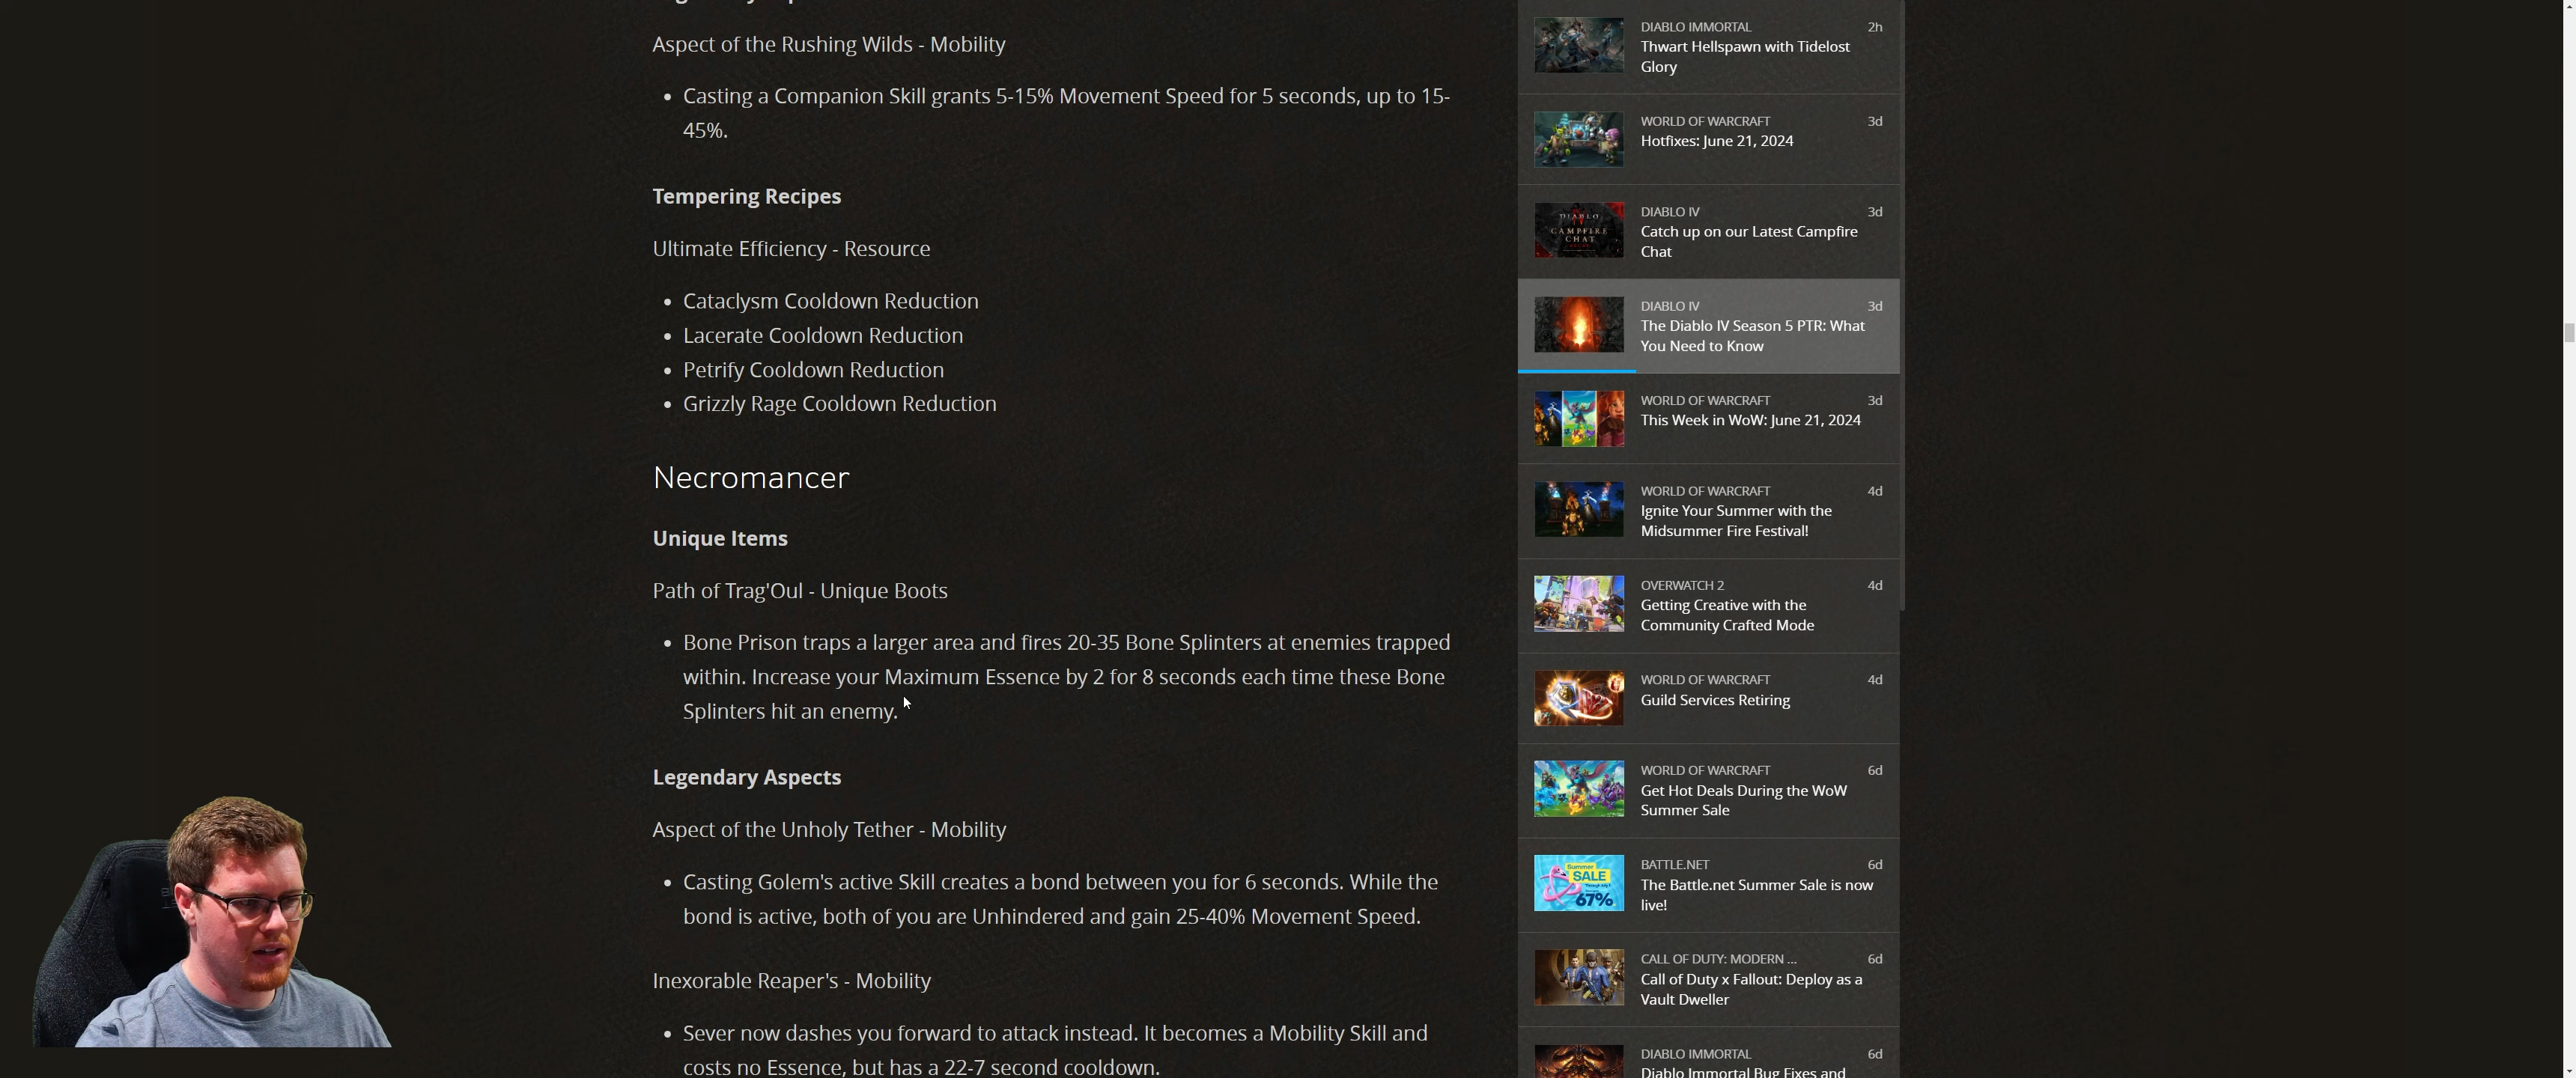 Aspect of the Rushing Wilds - Mobility
• Casting a Companion Skill grants 5-15% Movement Speed for 5 seconds, up to 15-
45%.
Tempering Recipes
Ultimate Efficiency - Resource
• Cataclysm Cooldown Reduction
• Lacerate Cooldown Reduction
• Petrify Cooldown Reduction
• Grizzly Rage Cooldown Reduction
Necromancer
Unique Items
Path of Trag'Oul - Unique Boots
• Bone Prison traps a larger area and fires 20-35 Bone Splinters at enemies trapped
within. Increase your Maximum Essence by 2 for 8 seconds each time these Bone
Splinters hit an enemy.
Legendary Aspects
Aspect of the Unholy Tether - Mobility
• Casting Golem's active Skill creates a bond between you for 6 seconds. While the
bond is active, both of you are Unhindered and gain 25-40% Movement Speed.
Inexorable Reaper's - Mobility
• Sever now dashes you forward to attack instead. It becomes a Mobility Skill and
costs no Essence, but has a 22-7 second cooldown.
DIABLO IMMORTAL 2h
Thwart Hellspawn with Tidelost
Glory
WORLD OF WARCRAFT 3d
Hotfixes: June 21, 2024
DIABLO IV 3d
Catch up on our Latest Campfire
Chat
DIABLO
CAMPFIRE
CHAT
DIABLO IV 3d
The Diablo IV Season 5 PTR: What
You Need to Know
WORLD OF WARCRAFT 3d
This Week in WoW: June 21, 2024
WORLD OF WARCRAFT 4d
Ignite Your Summer with the
Midsummer Fire Festival!
OVERWATCH 2 4d
Getting Creative with the
Community Crafted Mode
WORLD OF WARCRAFT 4d
Guild Services Retiring
WORLD OF WARCRAFT 6d
Get Hot Deals During the WoW
Summer Sale
BATTLE.NET 6d
The Battle.net Summer Sale is now
live!
Summer
SALE
67%
CALL OF DUTY: MODERN ... 6d
Call of Duty x Fallout: Deploy as a
Vault Dweller
DIABLO IMMORTAL 6d
Diablo Immortal Bug Fixes and